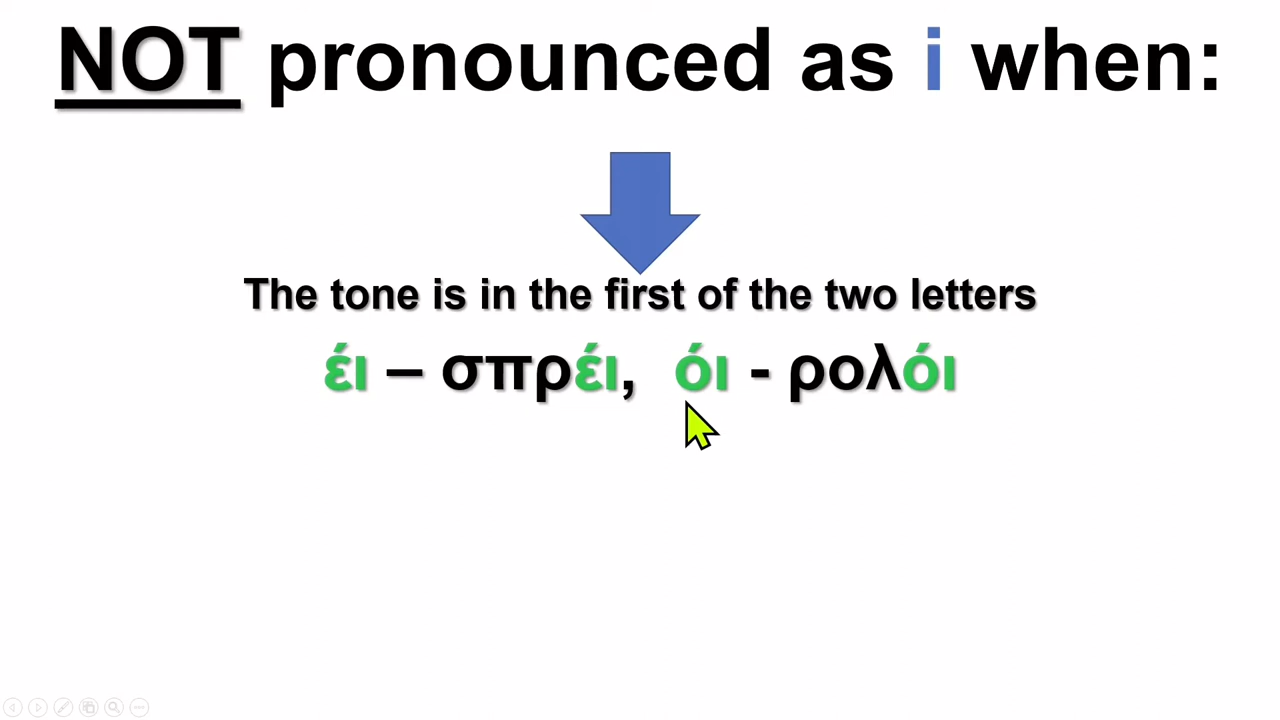 NOT pronounced as i when:
The tone is in the first of the two letters
έι – σπρέι, όι - ρολόι